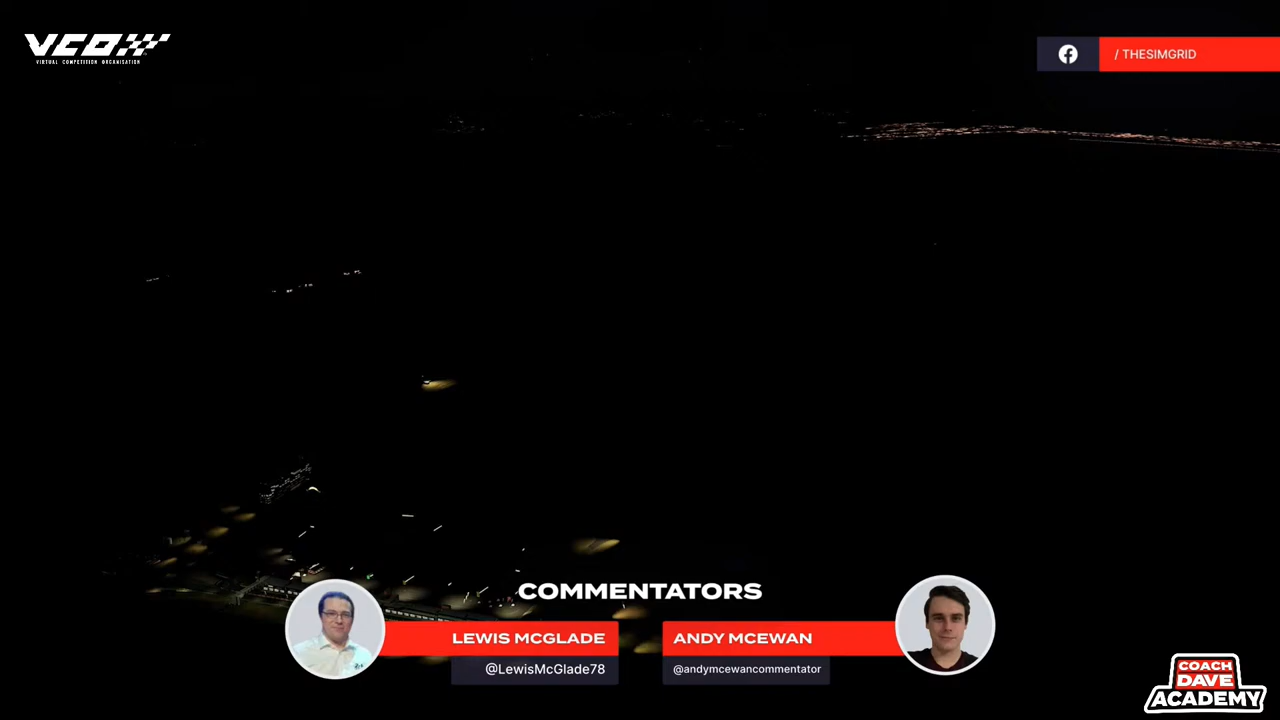 VCO
VIRTUAL COMPETITION ORGANISATION
/ THESIMGRID
COMMENTATORS
LEWIS MCGLADE
@LewisMcGlade78
ANDY MCEWAN
@andymcewancommentator
COACH
DAVE
ACADEMY